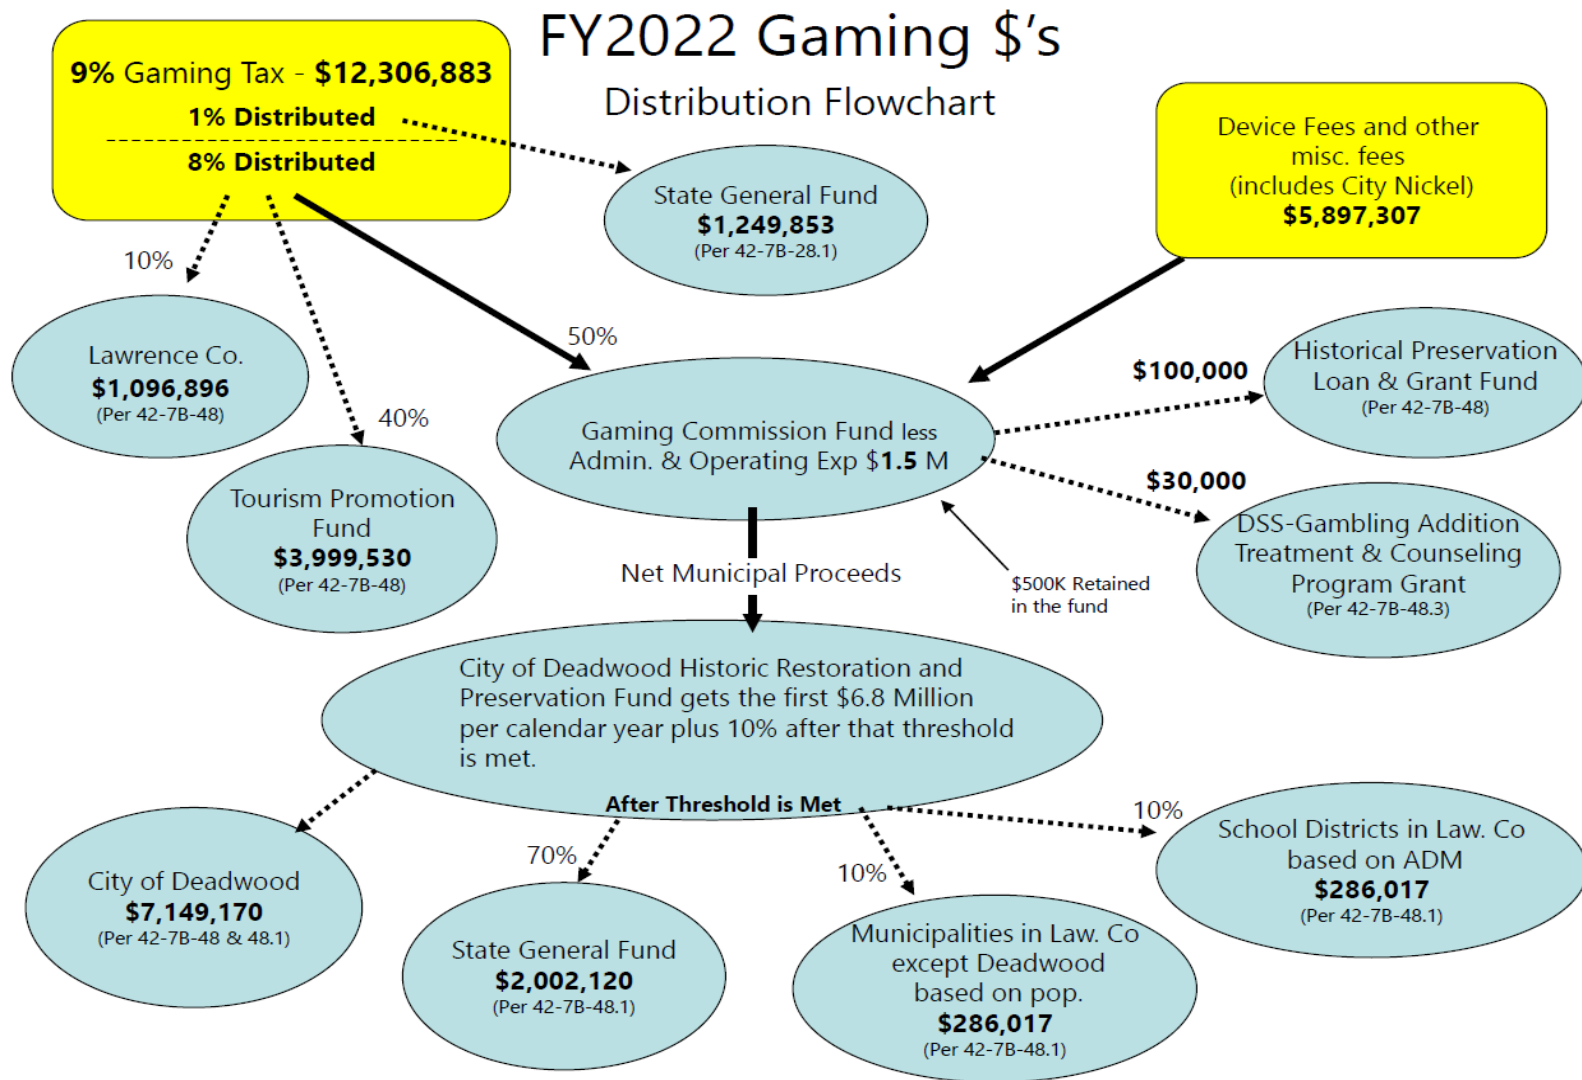 FY2022 Gaming $'s
Distribution Flowchart
9% Gaming Tax - $12,306,883
1% Distributed
8% Distributed
Device Fees and other
misc. fees
(includes City Nickel)
$5,897,307
State General Fund
$1,249,853
(Per 42-7B-28.1)
10%
50%
40%
Lawrence Co.
$1,096,896
(Per 42-7B-48)
Tourism Promotion
Fund
$3,999,530
(Per 42-7B-48)
Gaming Commission Fund less
Admin. & Operating Exp $1.5 M
$100,000
Historical Preservation
Loan & Grant Fund
(Per 42-7B-48)
$30,000
DSS-Gambling Addition
Treatment & Counseling
Program Grant
(Per 42-7B-48.3)
$500K Retained
in the fund
Net Municipal Proceeds
City of Deadwood Historic Restoration and
Preservation Fund gets the first $6.8 Million
per calendar year plus 10% after that threshold
is met.
After Threshold is Met
City of Deadwood
$7,149,170
(Per 42-7B-48 & 48.1)
70%
State General Fund
$2,002,120
(Per 42-7B-48.1)
10%
Municipalities in Law. Co
except Deadwood
based on pop.
$286,017
(Per 42-7B-48.1)
10%
School Districts in Law. Co
based on ADM
$286,017
(Per 42-7B-48.1)